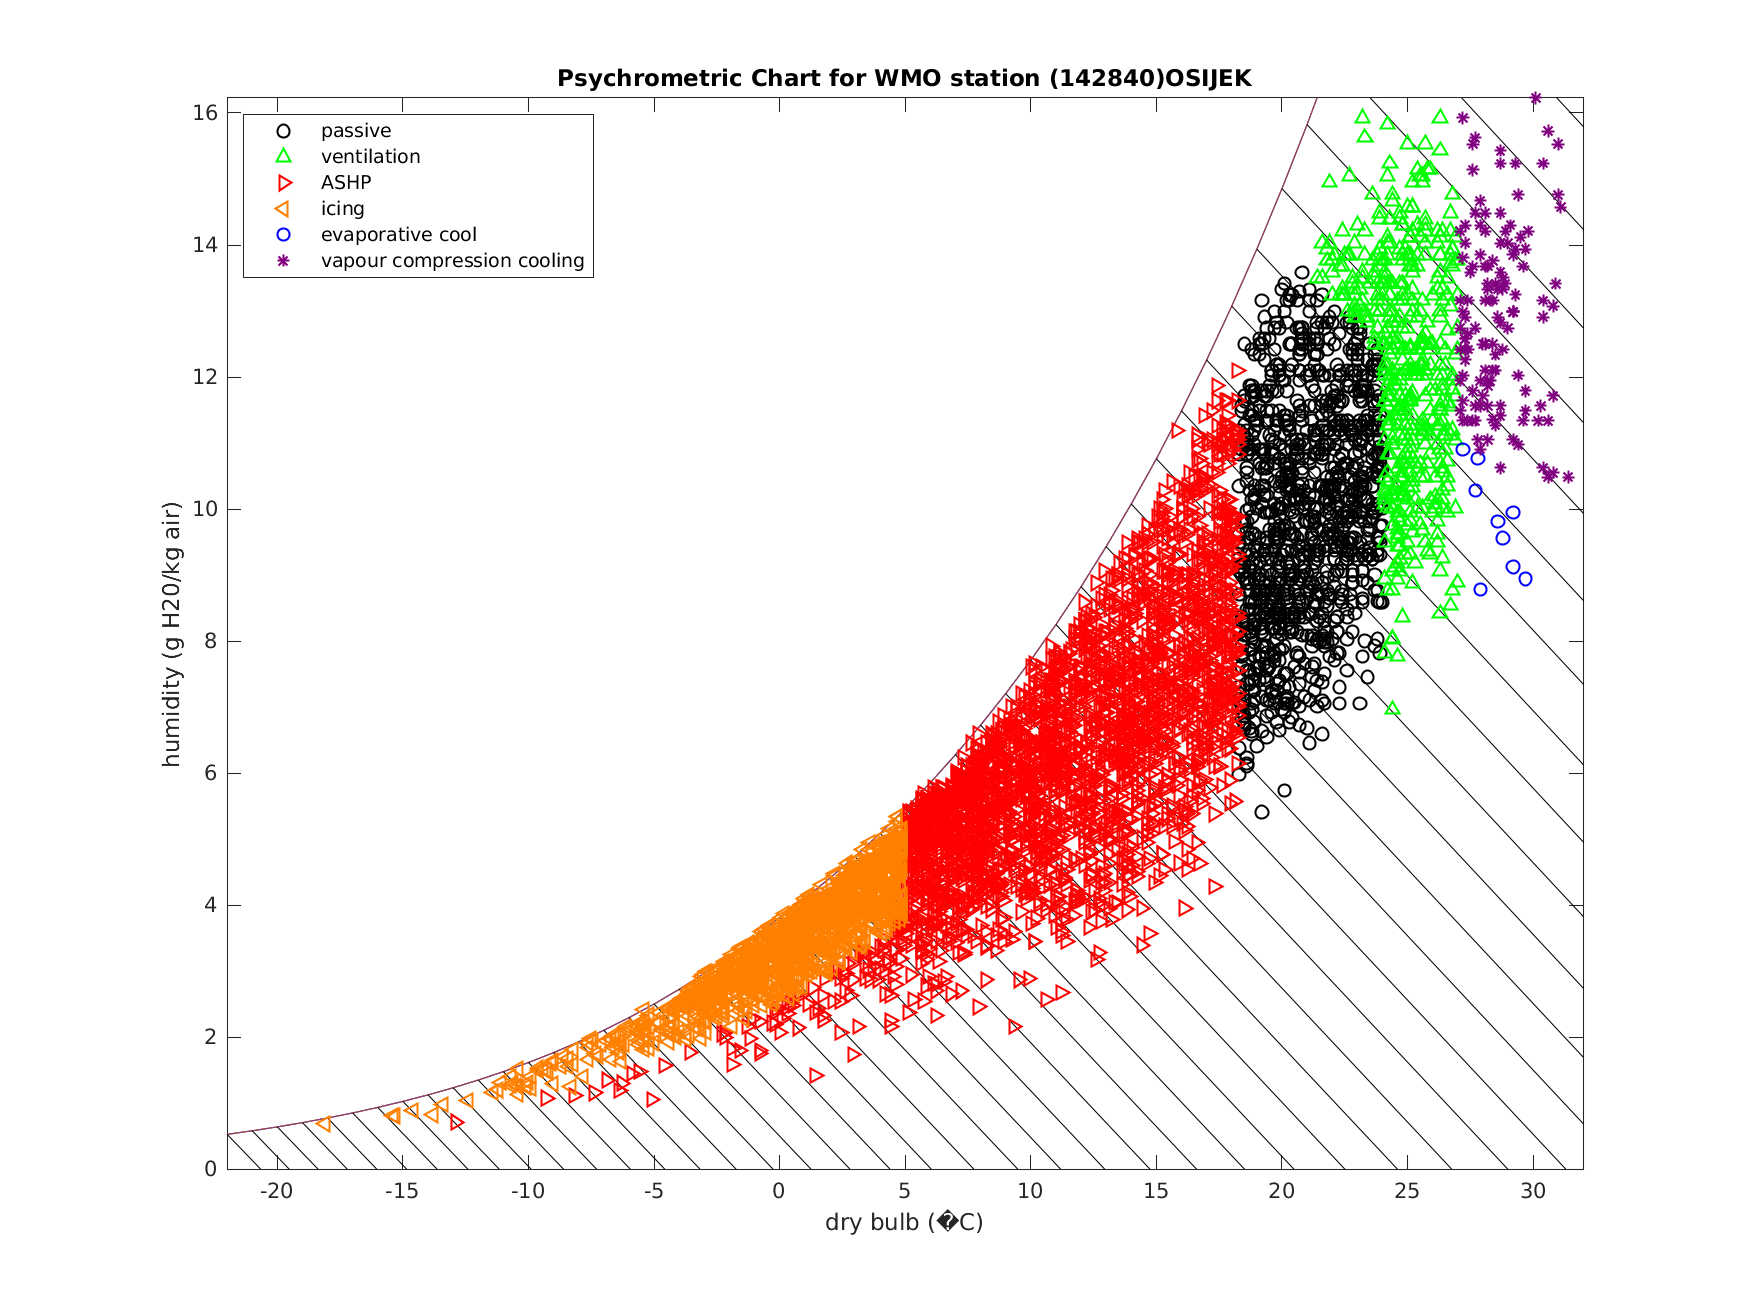 Psychrometric Chart for WMO station (142840)OSIJEK
passive
ventilation
ASHP
icing
evaporative cool
vapour compression cooling
humidity (g H20/kg air)
16
14
12
10
8
6
4
2
0
-20 -15 -10 -5 0 5 10 15 20 25 30
dry bulb (�C)